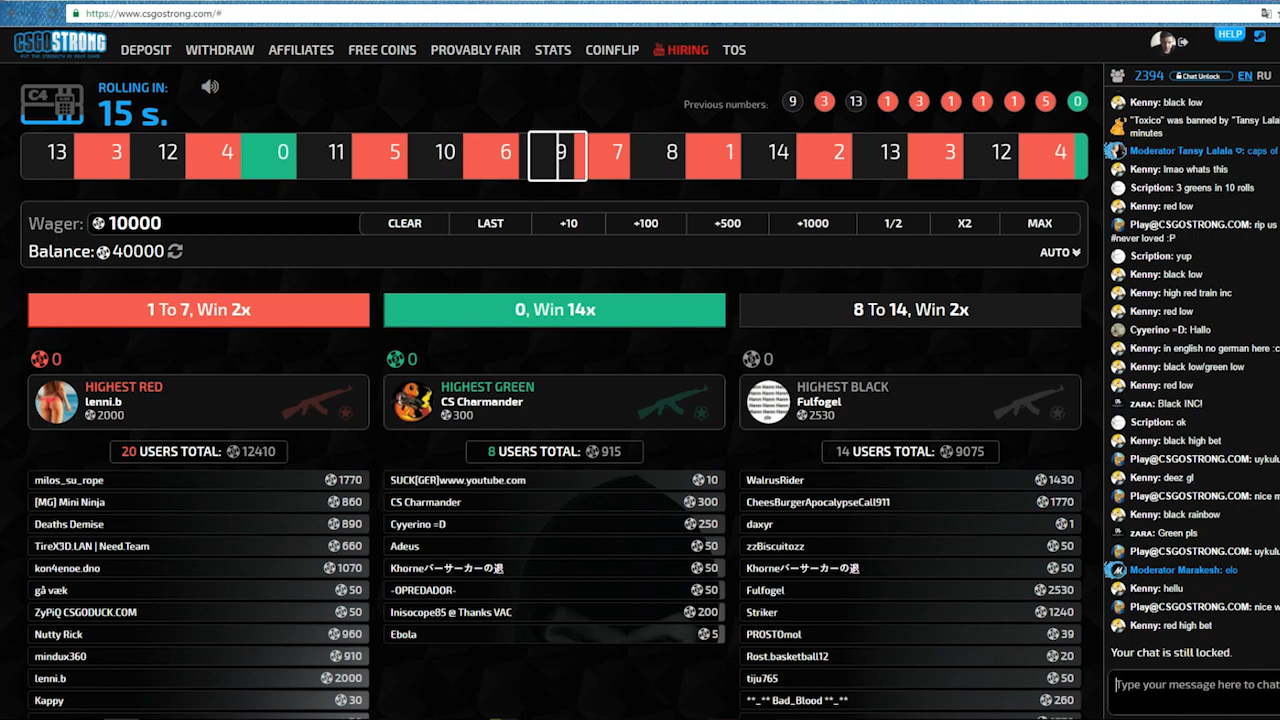 https://www.csgostrong.com/#
CSGOSTRONG
DEPOSIT WITHDRAW AFFILIATES FREE COINS PROVABLY FAIR STATS COINFLIP HIRING TOS
HELP
C4
ROLLING IN:
15 s.
Previous numbers: 9 3 13 1 3 1 1 1 5 0
13 3 12 4 0 11 5 10 6 9 7 8 1 14 2 13 3 12 4
Wager: 10000 CLEAR LAST +10 +100 +500 +1000 1/2 X2 MAX
Balance: 40000
AUTO
1 To 7, Win 2x
0
HIGHEST RED
lenni.b
2000
20 USERS TOTAL: 12410
milos_su_rope 1770
[MG] Mini Ninja 860
Deaths Demise 890
TireX3D.LAN | Need.Team 660
kon4enoe.dno 1070
gå væk 50
ZyPiQ CSGODUCK.COM 50
Nutty Rick 960
mindux360 910
lenni.b 2000
Kappy 30
0, Win 14x
0
HIGHEST GREEN
CS Charmander
300
8 USERS TOTAL: 915
SUCK[GER]www.youtube.com 10
CS Charmander 300
Cyyerino =D 250
Adeus 50
Khorneバーサーカーの退 50
-OPREDADOR- 50
Inisocope85 @ Thanks VAC 200
Ebola 5
8 To 14, Win 2x
0
HIGHEST BLACK
Fulfogel
2530
14 USERS TOTAL: 9075
WalrusRider 1430
CheesBurgerApocalypseCall911 1770
daxyr 1
zzBiscuitozz 50
Khorneバーサーカーの退 50
Fulfogel 2530
Striker 1240
PROSTOmol 39
Rost.basketball12 20
tiju765 50
**_** Bad_Blood **_** 260
2394 Chat Unlock EN RU
Kenny: black low
"Toxico" was banned by "Tansy Lala
minutes
Moderator Tansy Lalala ♡: caps of
Kenny: lmao whats this
Scription: 3 greens in 10 rolls
Kenny: red low
Play@CSGOSTRONG.COM: rip us
#never loved :P
Scription: yup
Kenny: black low
Kenny: high red train inc
Kenny: red low
Cyyerino =D: Hallo
Kenny: in english no german here :c
Kenny: black low/green low
Kenny: red low
ZARA: Black INC!
Scription: ok
Kenny: black high bet
Play@CSGOSTRONG.COM: uykulu
Kenny: deez gl
Play@CSGOSTRONG.COM: nice m
Kenny: black rainbow
ZARA: Green pls
Play@CSGOSTRONG.COM: uykulu
Moderator Marakesh: elo
Kenny: hellu
Play@CSGOSTRONG.COM: nice w
Kenny: red high bet
Your chat is still locked.
Type your message here to chat